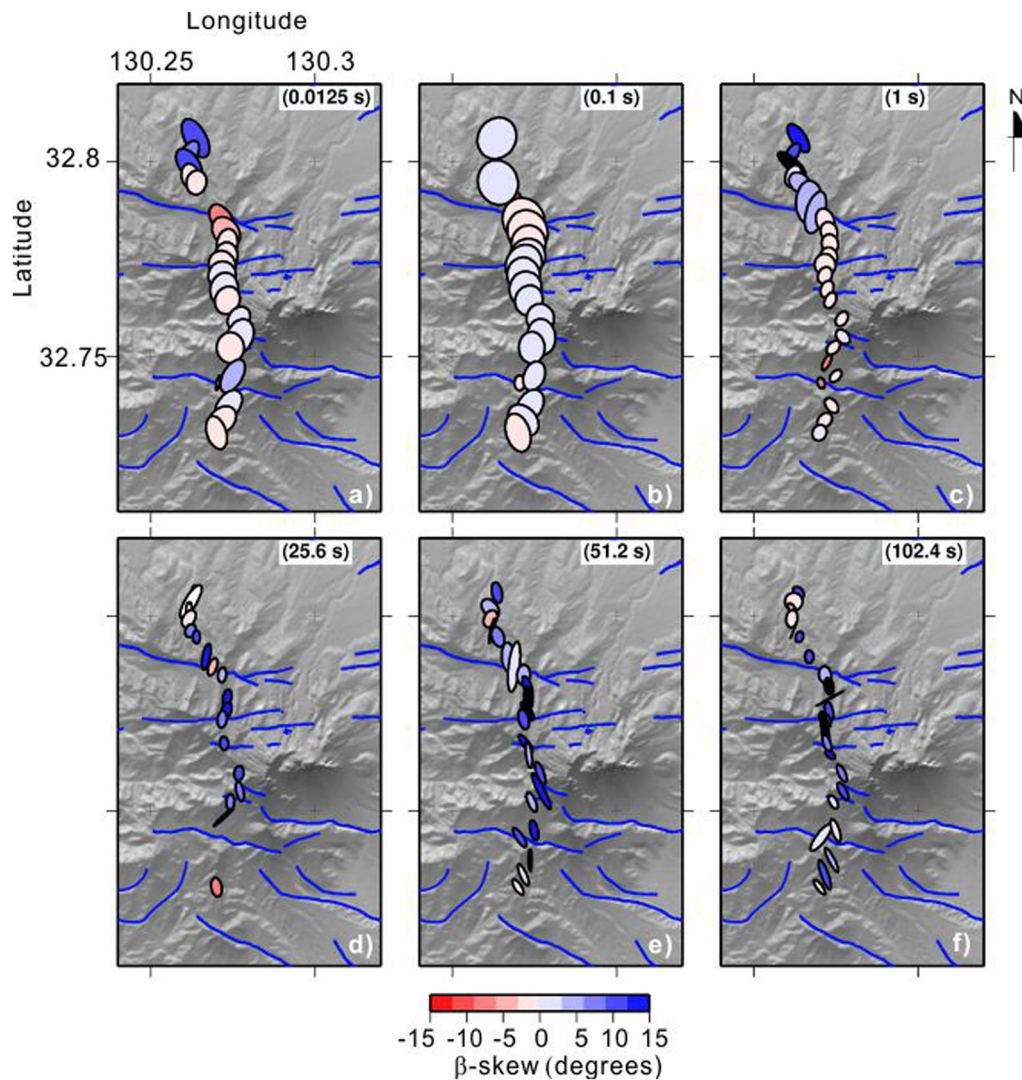 Longitude
130.25 130.3
(0.0125 s) (0.1 s) (1 s)
N
32.8
Latitude
32.75
a) b) c)
(25.6 s) (51.2 s) (102.4 s)
d) e) f)
-15 -10 -5 0 5 10 15
β-skew (degrees)